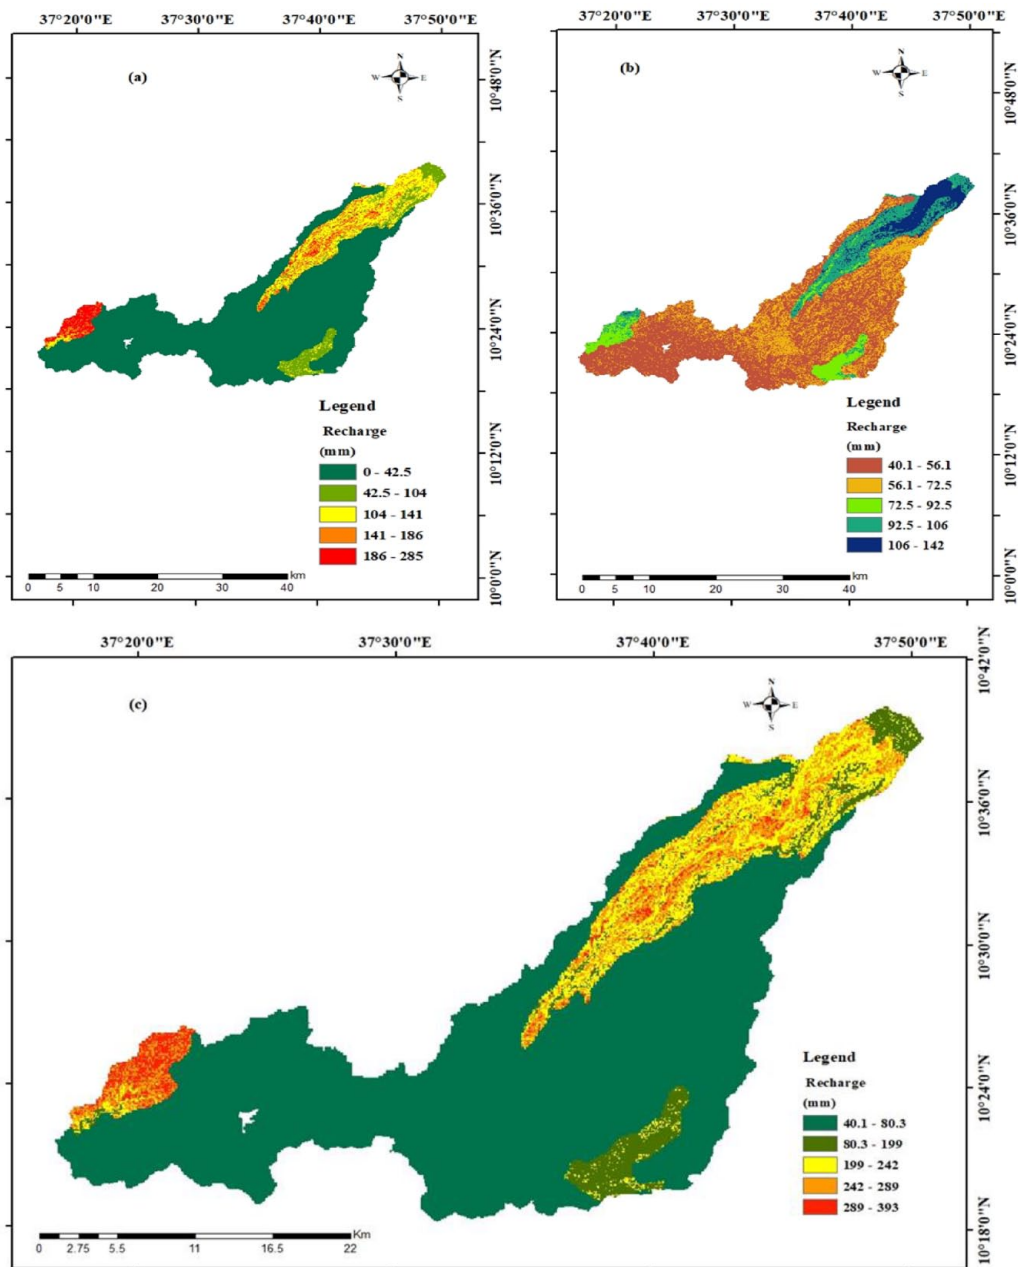 37°20'0"E 37°30'0"E 37°40'0"E 37°50'0"E
(a)
N
W E
S
10°48'0"N
10°36'0"N
10°24'0"N
10°12'0"N
10°0'0"N
Legend
Recharge
(mm)
0 - 42.5
42.5 - 104
104 - 141
141 - 186
186 - 285
km
0 5 10 20 30 40
37°20'0"E 37°30'0"E 37°40'0"E 37°50'0"E
(b)
N
W E
S
10°48'0"N
10°36'0"N
10°24'0"N
10°12'0"N
10°0'0"N
Legend
Recharge
(mm)
40.1 - 56.1
56.1 - 72.5
72.5 - 92.5
92.5 - 106
106 - 142
km
0 5 10 20 30 40
37°20'0"E 37°30'0"E 37°40'0"E 37°50'0"E
(c)
N
W E
S
10°42'0"N
10°36'0"N
10°30'0"N
10°24'0"N
10°18'0"N
Legend
Recharge
(mm)
40.1 - 80.3
80.3 - 199
199 - 242
242 - 289
289 - 393
Km
0 2.75 5.5 11 16.5 22